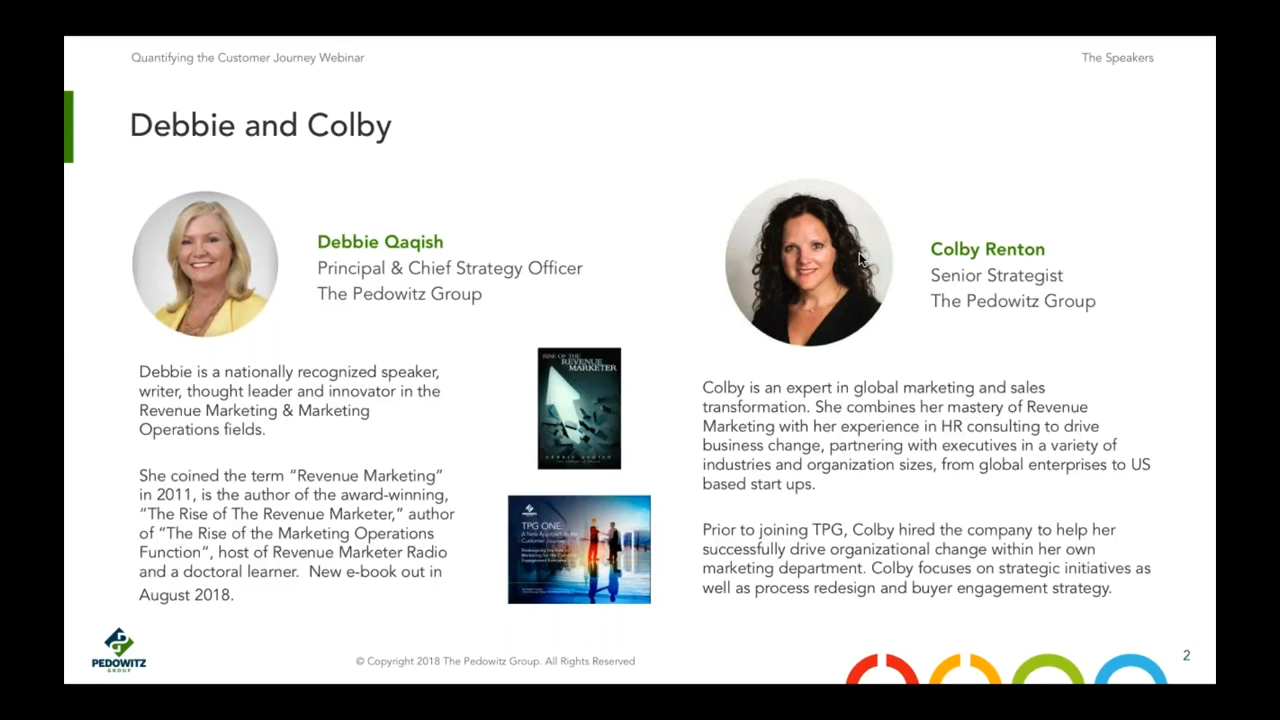 Quantifying the Customer Journey Webinar
The Speakers
Debbie and Colby
Debbie Qaqish
Principal & Chief Strategy Officer
The Pedowitz Group
Debbie is a nationally recognized speaker,
writer, thought leader and innovator in the
Revenue Marketing & Marketing
Operations fields.
She coined the term “Revenue Marketing”
in 2011, is the author of the award-winning,
“The Rise of The Revenue Marketer,” author
of “The Rise of the Marketing Operations
Function”, host of Revenue Marketer Radio
and a doctoral learner.  New e-book out in
August 2018.
RISE OF THE
REVENUE
MARKETER
DEBBIE QAQISH
PEDOWITZ
TPG ONE:
A New Approach to the
Customer Journey
Colby Renton
Senior Strategist
The Pedowitz Group
Colby is an expert in global marketing and sales
transformation. She combines her mastery of Revenue
Marketing with her experience in HR consulting to drive
business change, partnering with executives in a variety of
industries and organization sizes, from global enterprises to US
based start ups.
Prior to joining TPG, Colby hired the company to help her
successfully drive organizational change within her own
marketing department. Colby focuses on strategic initiatives as
well as process redesign and buyer engagement strategy.
PEDOWITZ
GROUP
© Copyright 2018 The Pedowitz Group. All Rights Reserved
2